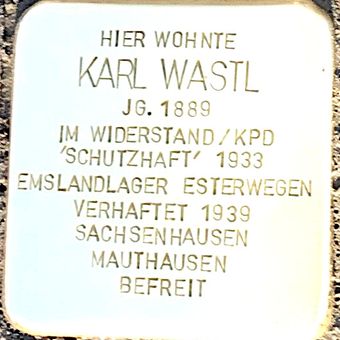 HIER WOHNTE
KARL WASTL
JG. 1889
IM WIDERSTAND/KPD
'SCHUTZHAFT' 1933
EMSLANDLAGER ESTERWEGEN
VERHAFTET 1939
SACHSENHAUSEN
MAUTHAUSEN
BEFREIT